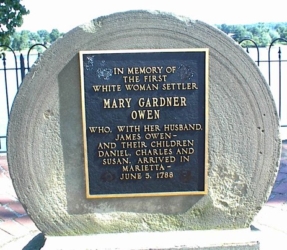 IN MEMORY OF
THE FIRST
WHITE WOMAN SETTLER
MARY GARDNER
OWEN
WHO, WITH HER HUSBAND,
JAMES OWEN—
AND THEIR CHILDREN
DANIEL, CHARLES AND
SUSAN, ARRIVED IN
MARIETTA—
JUNE 5, 1788